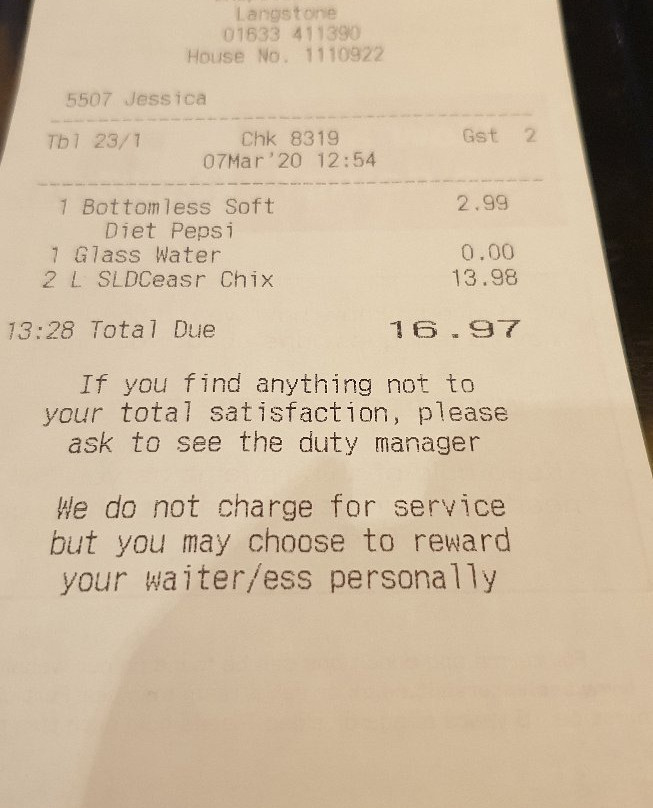 Langstone
01633 411390
House No. 1110922
5507 Jessica
Tbl 23/1 Chk 8319 Gst 2
07Mar'20 12:54
1 Bottomless Soft 2.99
Diet Pepsi
1 Glass Water 0.00
2 L SLDCeasr Chix 13.98
13:28 Total Due 16.97
If you find anything not to
your total satisfaction, please
ask to see the duty manager
We do not charge for service
but you may choose to reward
your waiter/ess personally